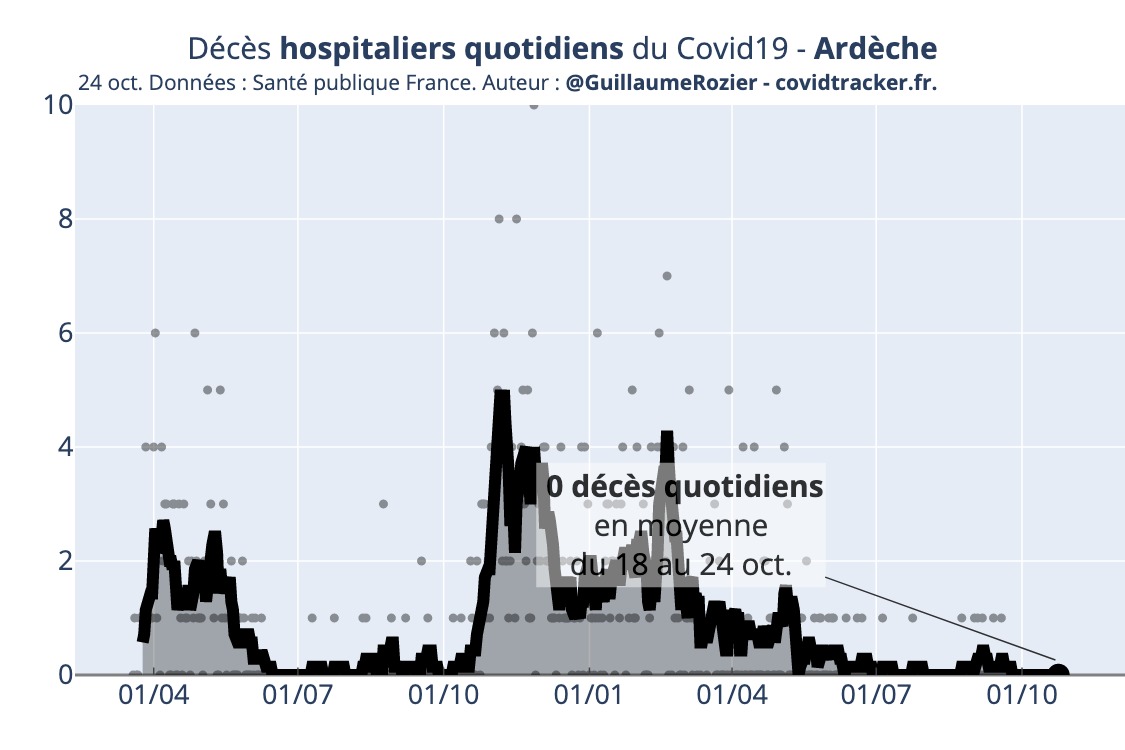 Décès hospitaliers quotidiens du Covid19 - Ardèche
24 oct. Données : Santé publique France. Auteur : @GuillaumeRozier - covidtracker.fr.
10
8
6
4
2
0
0 décès quotidiens
en moyenne
du 18 au 24 oct.
01/04 01/07 01/10 01/01 01/04 01/07 01/10